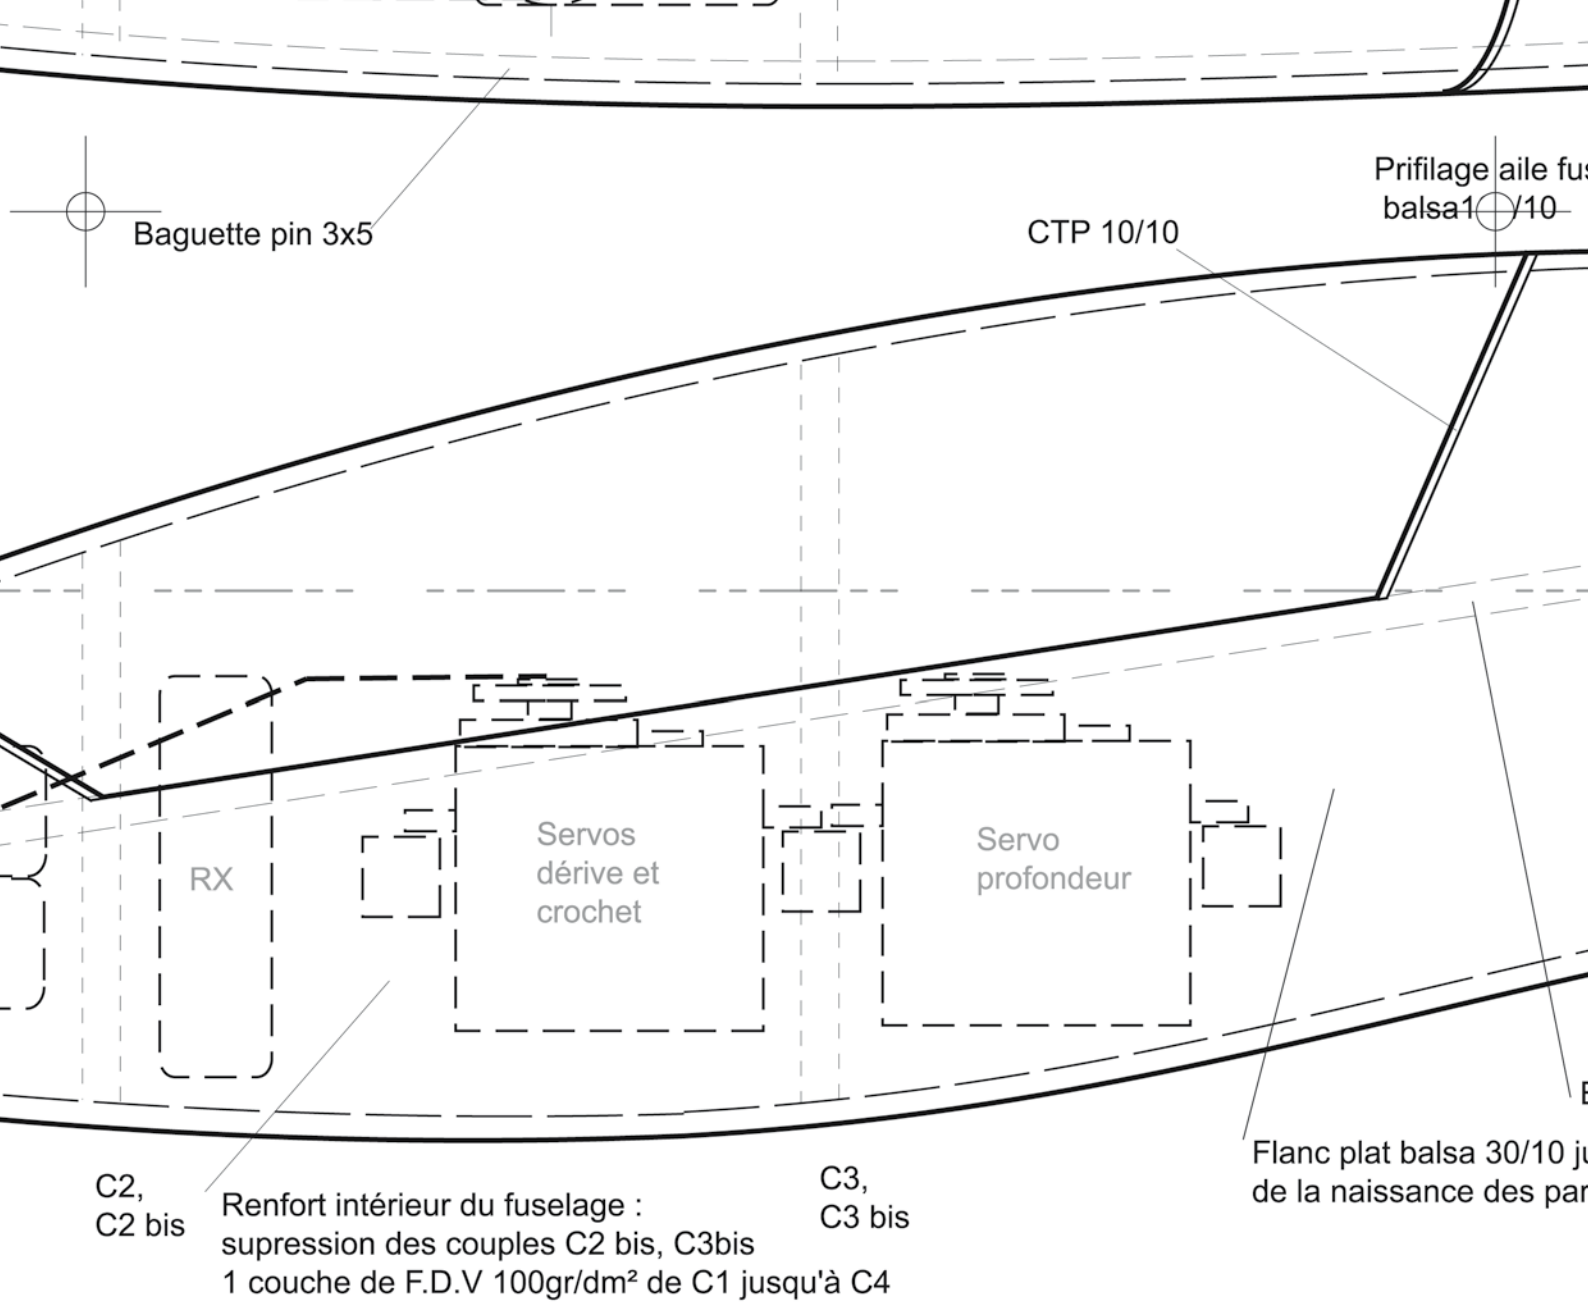 Prifilage aile fus
balsa1 /10
CTP 10/10
Baguette pin 3x5
Servos
dérive et
crochet
Servo
profondeur
RX
Flanc plat balsa 30/10 ju
de la naissance des par
C2,
C2 bis
C3,
C3 bis
Renfort intérieur du fuselage :
supression des couples C2 bis, C3bis
1 couche de F.D.V 100gr/dm² de C1 jusqu'à C4